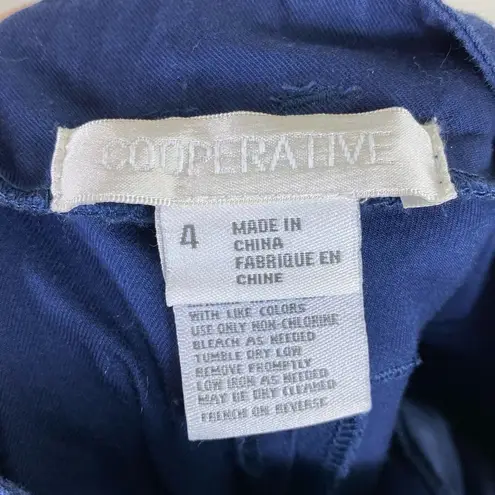 COOPERATIVE
4
MADE IN
CHINA
FABRIQUE EN
CHINE
WITH LIKE COLORS
USE ONLY NON-CHLORINE
BLEACH AS NEEDED
TUMBLE DRY LOW
REMOVE PROMPTLY
LOW IRON AS NEEDED
MAY BE DRY CLEANED
FRENCH ON REVERSE